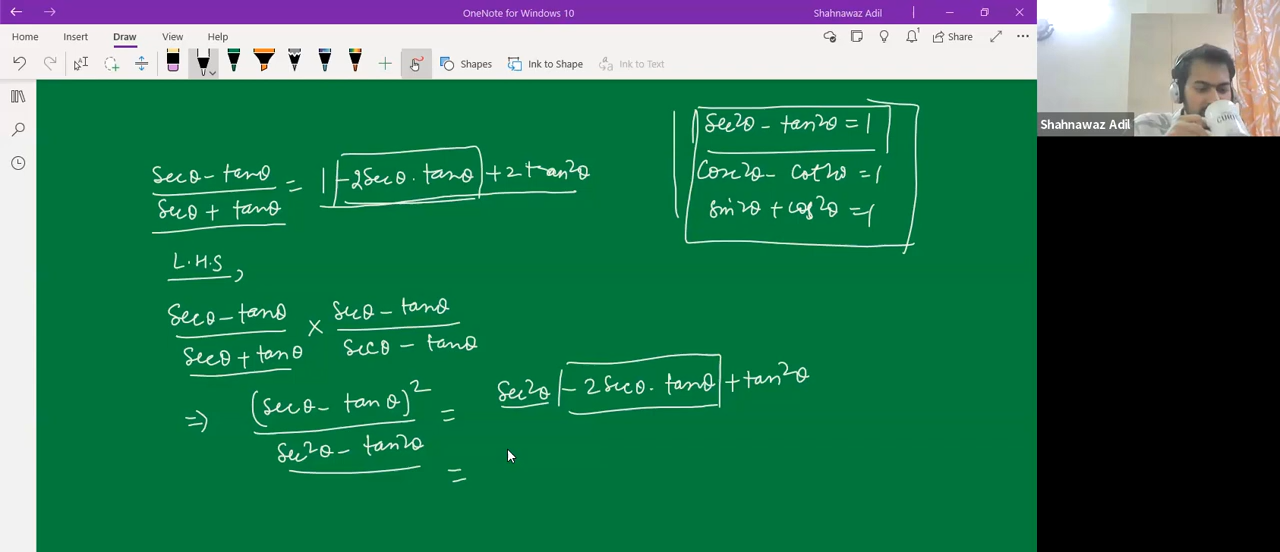 OneNote for Windows 10
Shahnawaz Adil
Home Insert Draw View Help
Share
Shapes Ink to Shape Ink to Text
Shahnawaz Adil
sec²θ - tan²θ = 1
cosc²θ - cot²θ = 1
sin²θ + cos²θ = 1
secθ - tanθ / secθ + tanθ = 1 - 2secθ · tanθ + 2tan²θ
L.H.S,
secθ - tanθ / secθ + tanθ × secθ - tanθ / secθ - tanθ
⇒ (secθ - tanθ)² / sec²θ - tan²θ = sec²θ - 2secθ · tanθ + tan²θ
=